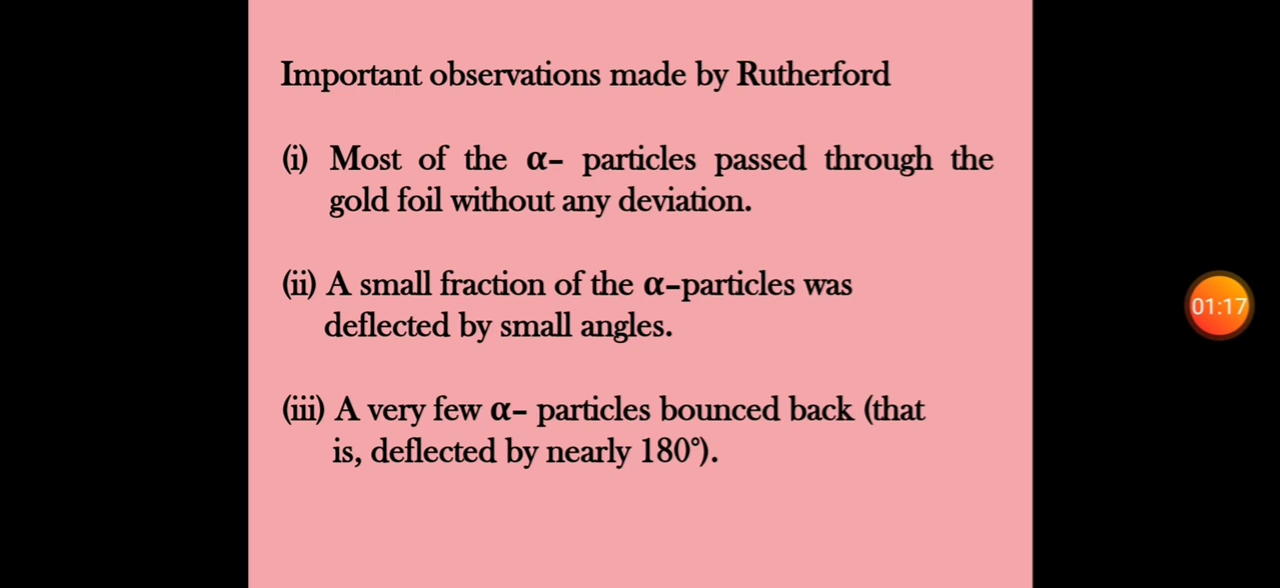 Important observations made by Rutherford
(i) Most of the α- particles passed through the
gold foil without any deviation.
(ii) A small fraction of the α-particles was
deflected by small angles.
(iii) A very few α- particles bounced back (that
is, deflected by nearly 180°).
01:17